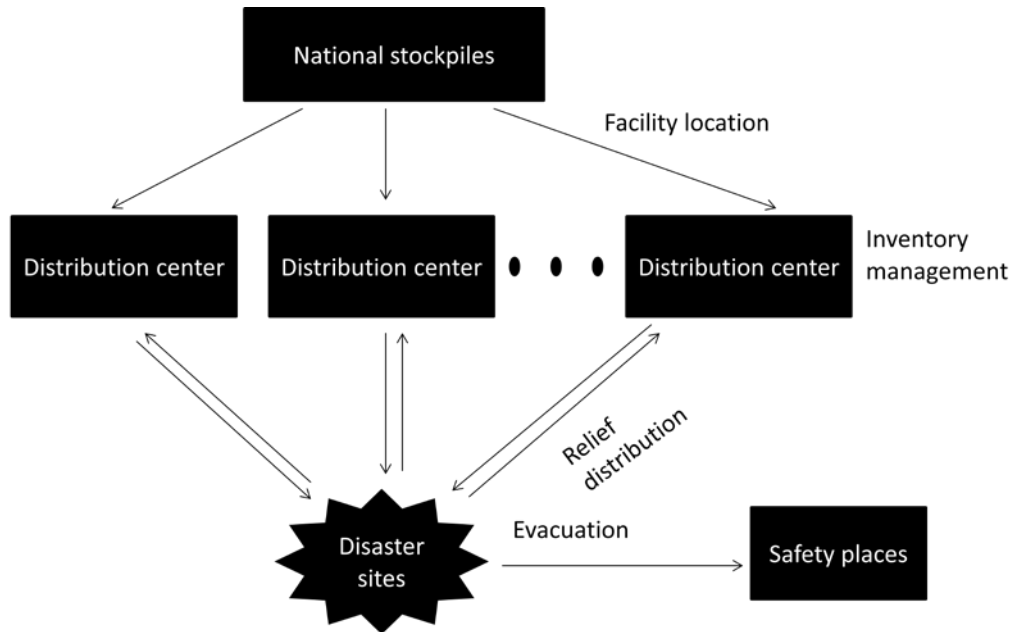 National stockpiles
Facility location
Distribution center
Distribution center
Distribution center
Inventory
management
Relief
distribution
Disaster
sites
Evacuation
Safety places